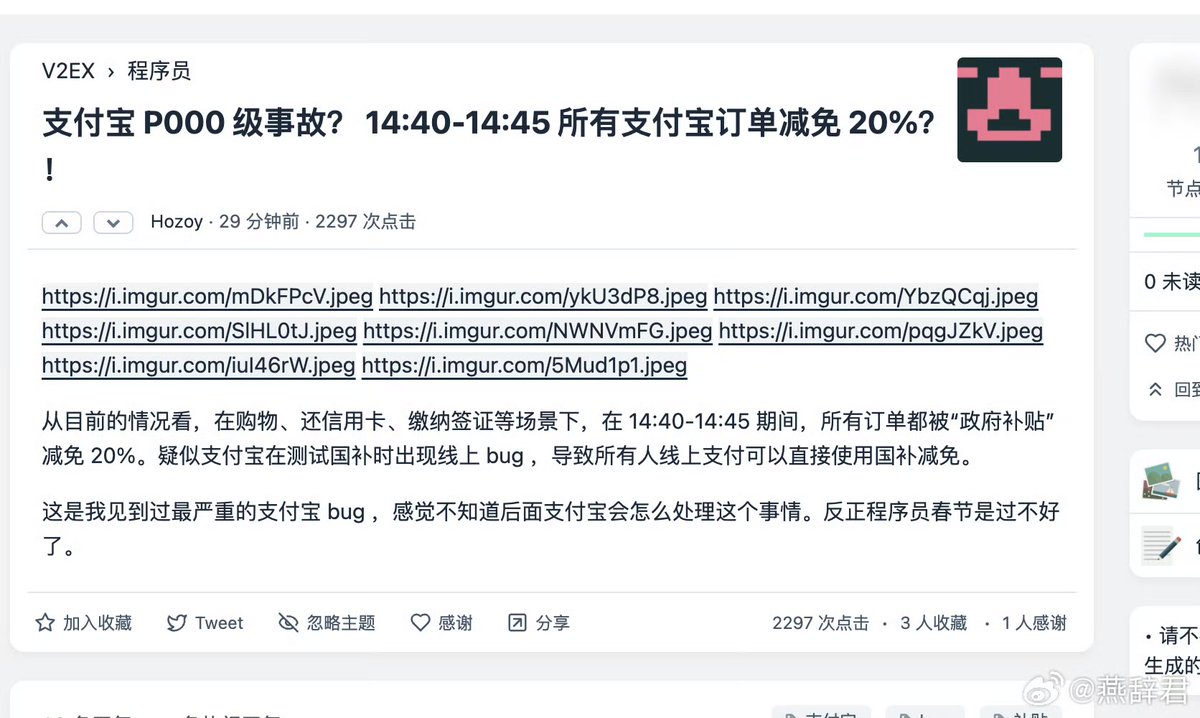 V2EX › 程序员
支付宝 P000 级事故? 14:40-14:45 所有支付宝订单减免 20%?
!
Hozoy · 29 分钟前 · 2297 次点击
节点
https://i.imgur.com/mDkFPcV.jpeg https://i.imgur.com/ykU3dP8.jpeg https://i.imgur.com/YbzQCqj.jpeg
0 未读
https://i.imgur.com/SlHL0tJ.jpeg https://i.imgur.com/NWNVmFG.jpeg https://i.imgur.com/pqgJZkV.jpeg
热门
https://i.imgur.com/iul46rW.jpeg https://i.imgur.com/5Mud1p1.jpeg
回到
从目前的情况看，在购物、还信用卡、缴纳签证等场景下，在 14:40-14:45 期间，所有订单都被“政府补贴”
减免 20%。疑似支付宝在测试国补时出现线上 bug ，导致所有人线上支付可以直接使用国补减免。
这是我见到过最严重的支付宝 bug ，感觉不知道后面支付宝会怎么处理这个事情。反正程序员春节是过不好
了。
加入收藏 Tweet 忽略主题 感谢 分享 2297 次点击 · 3 人收藏 · 1 人感谢
• 请不
生成的
@燕辞君
支付宝
补贴